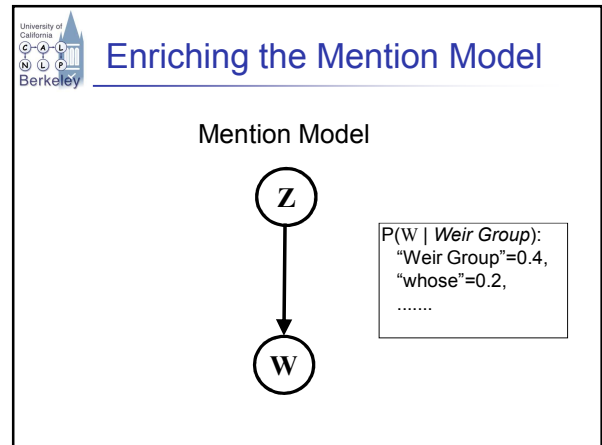 University of
California
C A L
N L P
Berkeley
Enriching the Mention Model
Mention Model
Z
P(W | Weir Group):
“Weir Group”=0.4,
“whose”=0.2,
.......
W